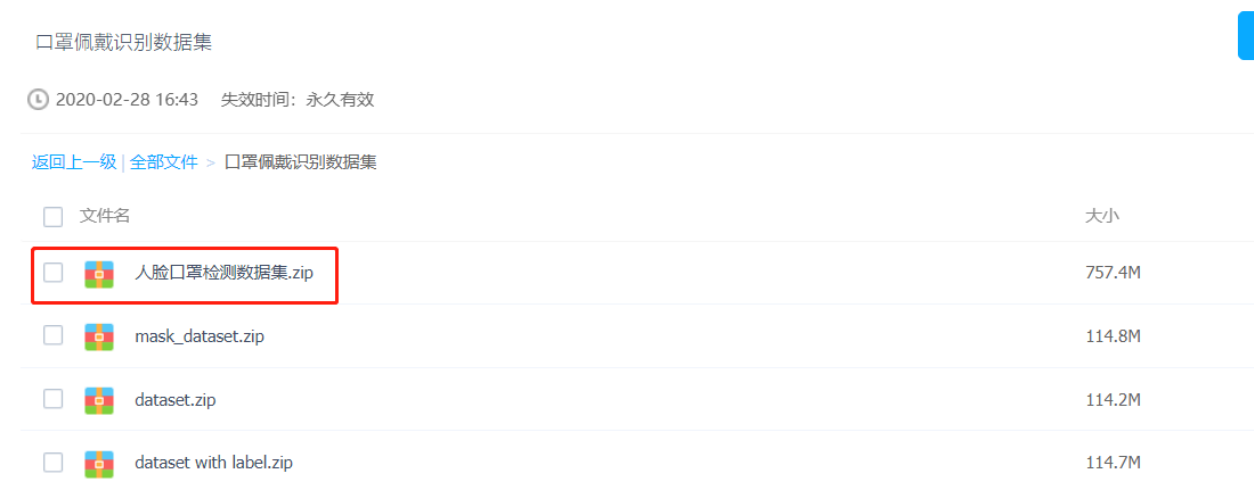 口罩佩戴识别数据集
2020-02-28 16:43 失效时间：永久有效
返回上一级 | 全部文件 > 口罩佩戴识别数据集
文件名 大小
人脸口罩检测数据集.zip 757.4M
mask_dataset.zip 114.8M
dataset.zip 114.2M
dataset with label.zip 114.7M